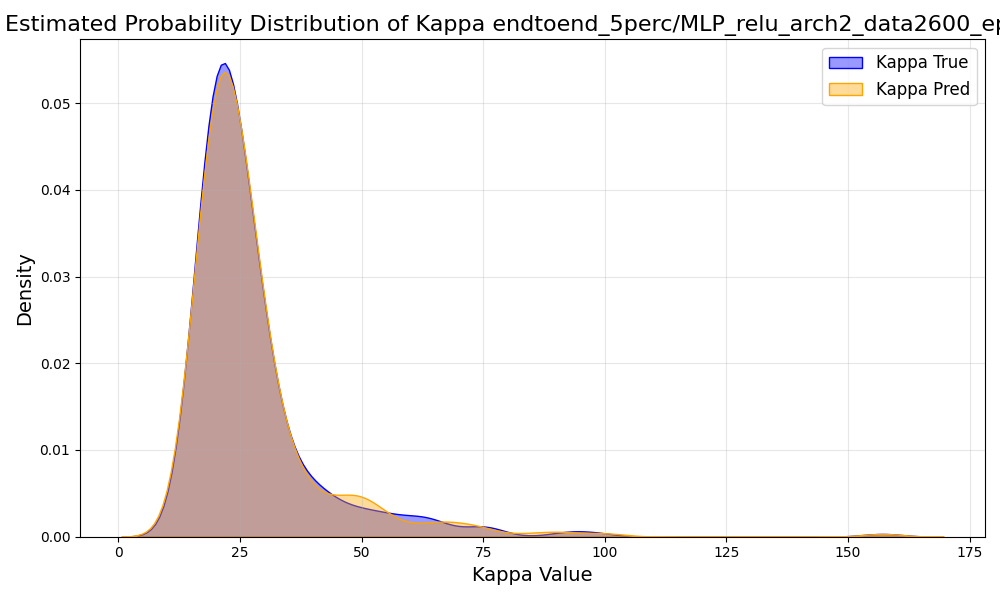 Estimated Probability Distribution of Kappa endtoend_5perc/MLP_relu_arch2_data2600_ep
Kappa True
Kappa Pred
Density
0.05
0.04
0.03
0.02
0.01
0.00
0 25 50 75 100 125 150 175
Kappa Value